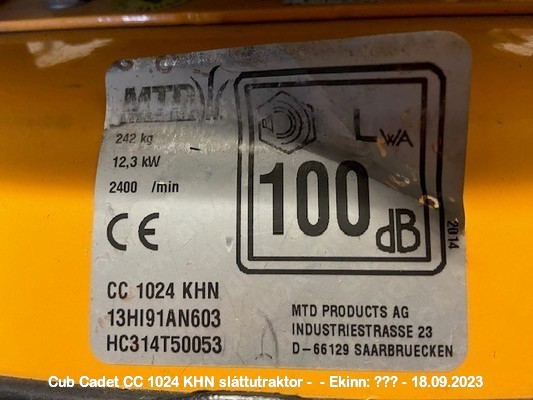 MTD
242 kg
12,3 kW
2400 /min
LWA
100 dB
2014
CE
CC 1024 KHN
13HI91AN603
HC314T50053
MTD PRODUCTS AG
INDUSTRIESTRASSE 23
D-66129 SAARBRUECKEN
Cub Cadet CC 1024 KHN sláttutraktor - - Ekinn: ??? - 18.09.2023